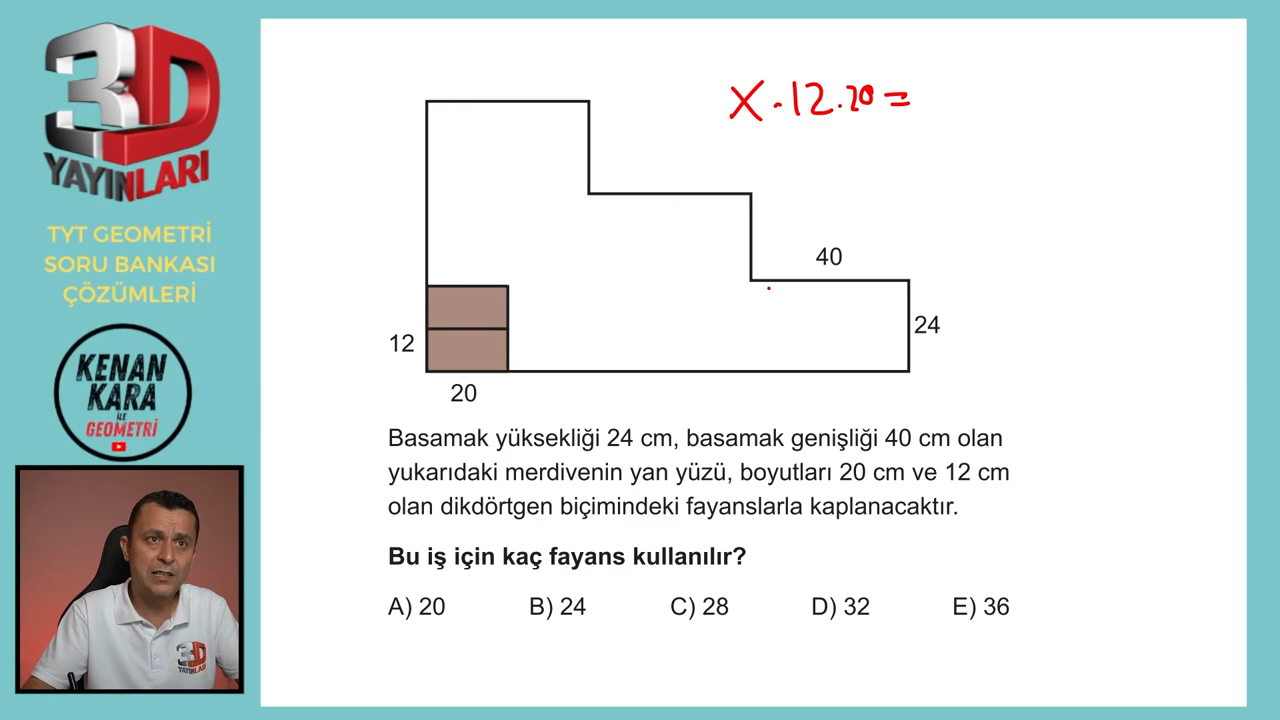 3D
YAYINLARI
TYT GEOMETRİ
SORU BANKASI
ÇÖZÜMLERİ
KENAN
KARA
İLE
GEOMETRİ
3D
YAYINLARI
X.12.20=
40
24
12
20
Basamak yüksekliği 24 cm, basamak genişliği 40 cm olan
yukarıdaki merdivenin yan yüzü, boyutları 20 cm ve 12 cm
olan dikdörtgen biçimindeki fayanslarla kaplanacaktır.
Bu iş için kaç fayans kullanılır?
A) 20 B) 24 C) 28 D) 32 E) 36